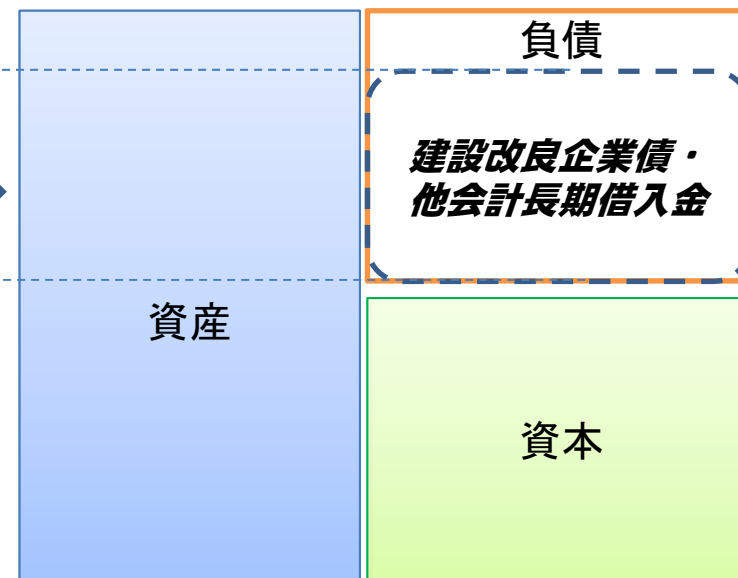 負債
建設改良企業債・
他会計長期借入金
資産
資本